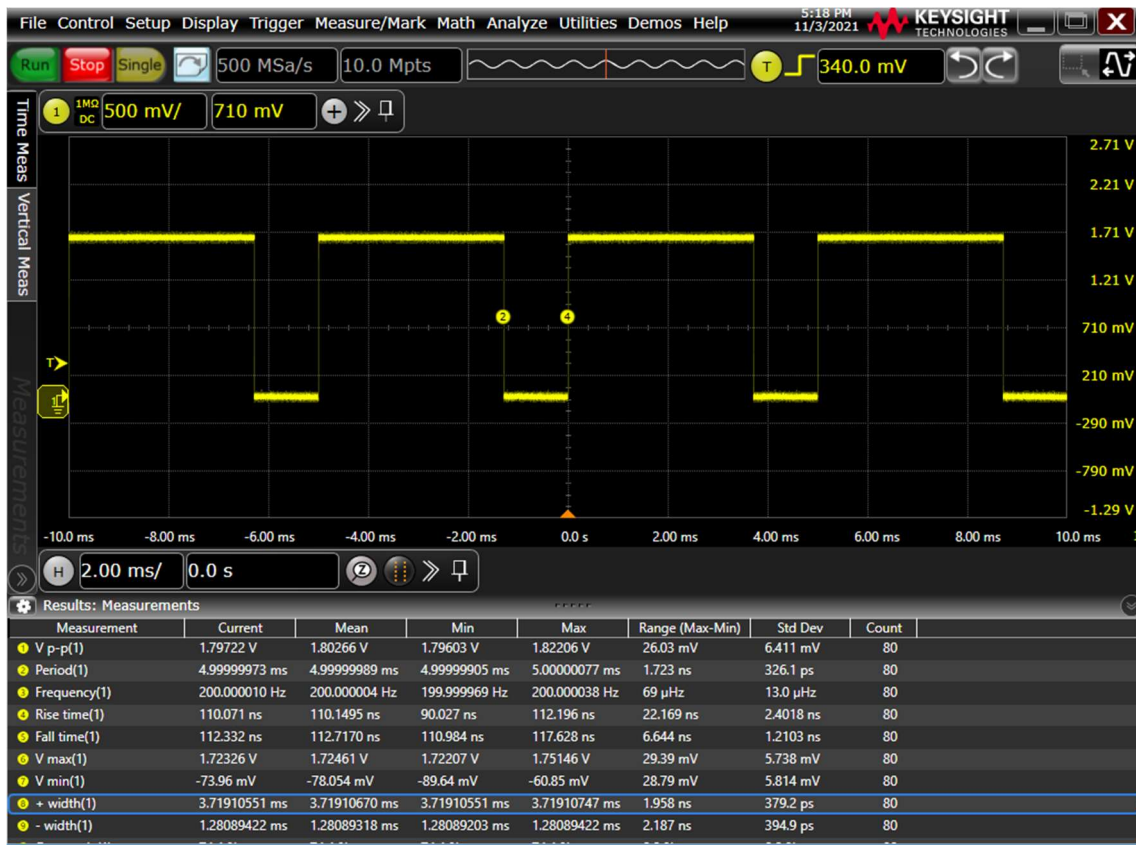 File Control Setup Display Trigger Measure/Mark Math Analyze Utilities Demos Help
5:18 PM
11/3/2021
KEYSIGHT
TECHNOLOGIES
X
Run Stop Single 500 MSa/s 10.0 Mpts T 340.0 mV
Time Meas
Vertical Meas
Measurements
1 1MΩ DC 500 mV/ 710 mV
2.71 V
2.21 V
1.71 V
1.21 V
2 4
710 mV
T
210 mV
1
-290 mV
-790 mV
-1.29 V
-10.0 ms -8.00 ms -6.00 ms -4.00 ms -2.00 ms 0.0 s 2.00 ms 4.00 ms 6.00 ms 8.00 ms 10.0 ms
H 2.00 ms/ 0.0 s Z
Results: Measurements
Measurement Current Mean Min Max Range (Max-Min) Std Dev Count
1 V p-p(1) 1.79722 V 1.80266 V 1.79603 V 1.82206 V 26.03 mV 6.411 mV 80
2 Period(1) 4.99999973 ms 4.99999989 ms 4.99999905 ms 5.00000077 ms 1.723 ns 326.1 ps 80
3 Frequency(1) 200.000010 Hz 200.000004 Hz 199.999969 Hz 200.000038 Hz 69 µHz 13.0 µHz 80
4 Rise time(1) 110.071 ns 110.1495 ns 90.027 ns 112.196 ns 22.169 ns 2.4018 ns 80
5 Fall time(1) 112.332 ns 112.7170 ns 110.984 ns 117.628 ns 6.644 ns 1.2103 ns 80
6 V max(1) 1.72326 V 1.72461 V 1.72207 V 1.75146 V 29.39 mV 5.738 mV 80
7 V min(1) -73.96 mV -78.054 mV -89.64 mV -60.85 mV 28.79 mV 5.814 mV 80
8 + width(1) 3.71910551 ms 3.71910670 ms 3.71910551 ms 3.71910747 ms 1.958 ns 379.2 ps 80
9 - width(1) 1.28089422 ms 1.28089318 ms 1.28089203 ms 1.28089422 ms 2.187 ns 394.9 ps 80